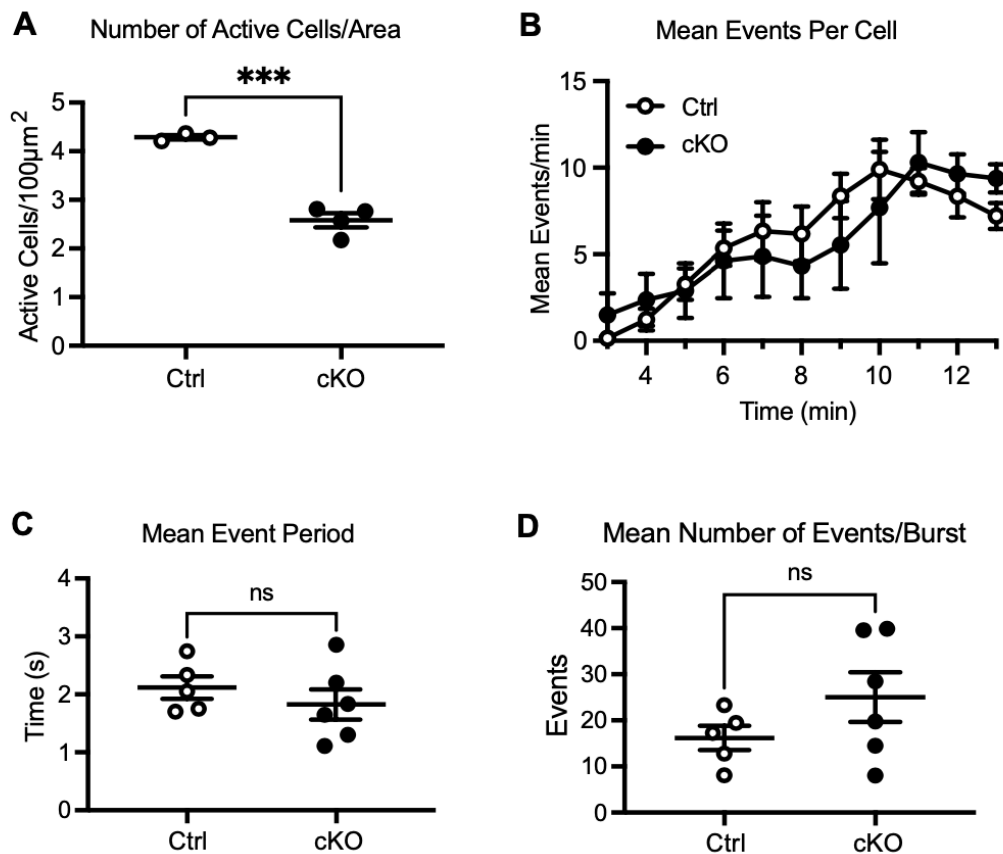 A
Number of Active Cells/Area
***
Active Cells/100µm²
5
4
3
2
1
0
Ctrl
cKO
B
Mean Events Per Cell
Mean Events/min
15
10
5
0
Ctrl
cKO
4
6
8
10
12
Time (min)
C
Mean Event Period
ns
Time (s)
4
3
2
1
0
Ctrl
cKO
D
Mean Number of Events/Burst
ns
Events
50
40
30
20
10
0
Ctrl
cKO